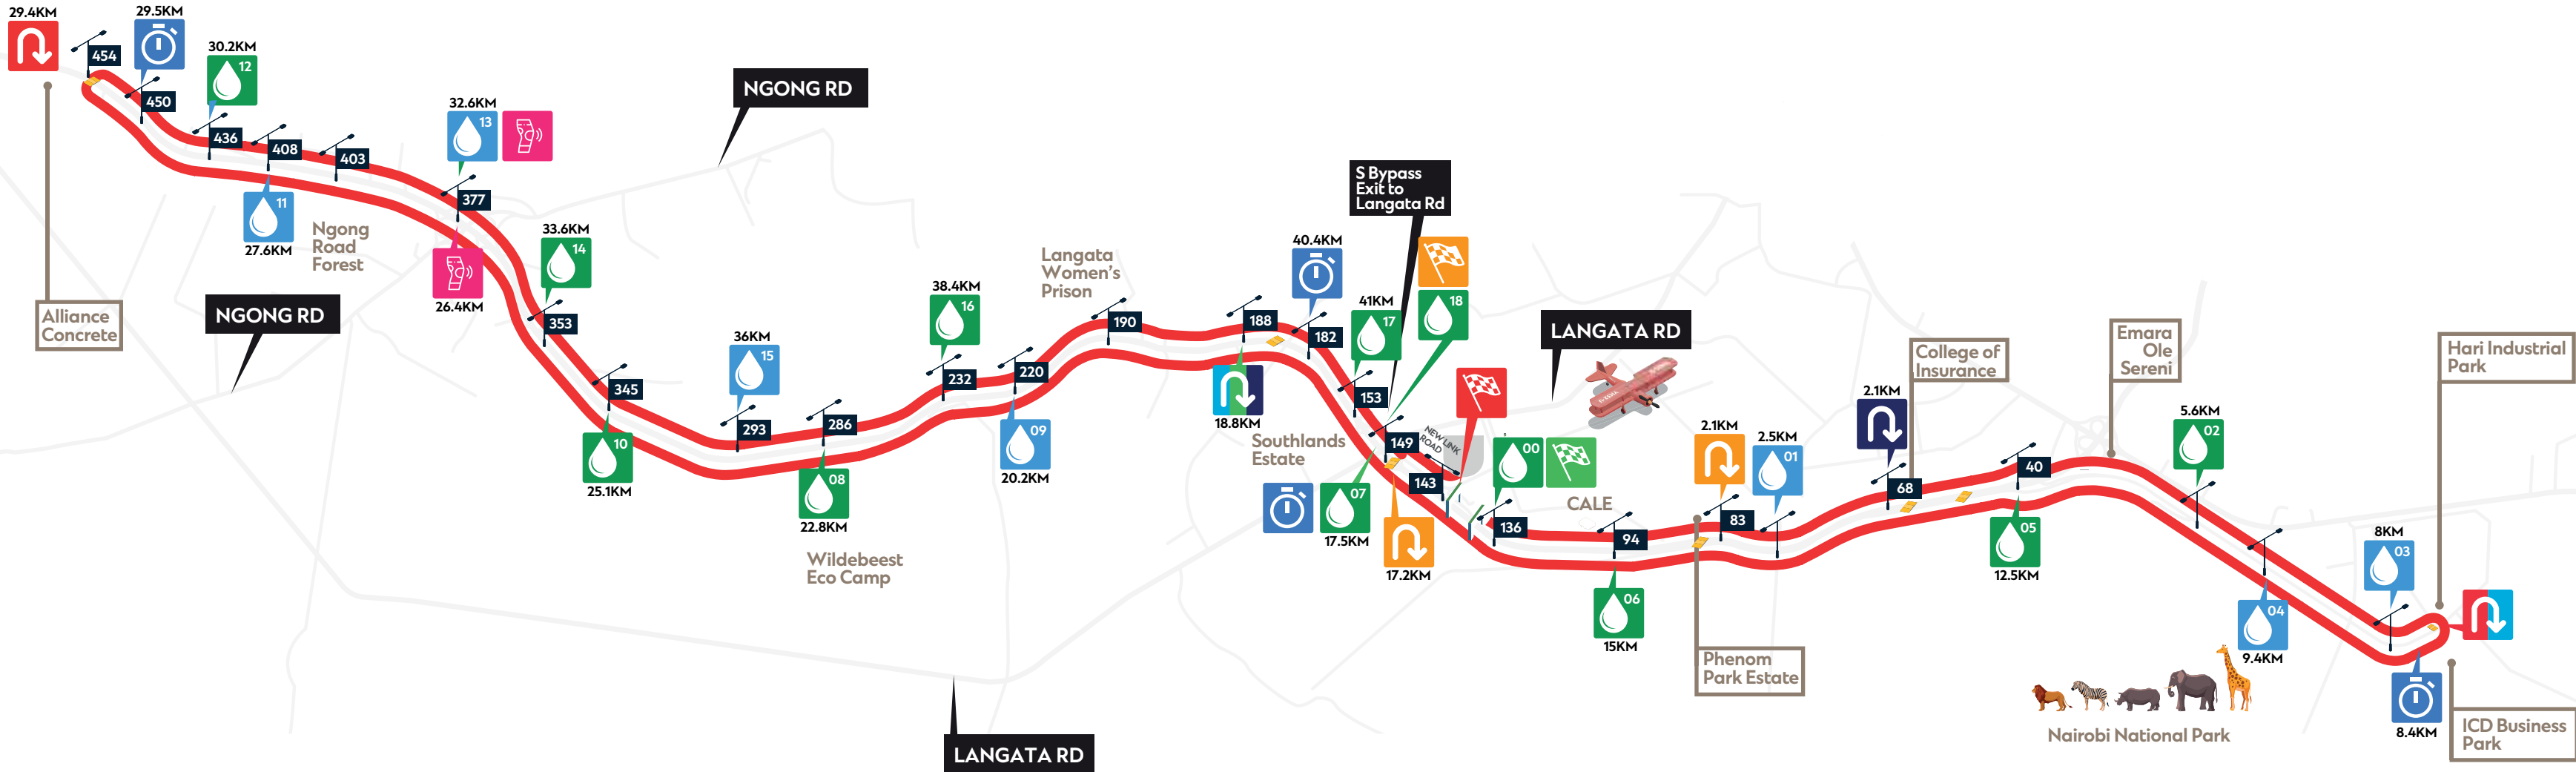 29.4KM
454
29.5KM
450
30.2KM
12
436
408
403
11
27.6KM
Ngong
Road
Forest
Alliance
Concrete
NGONG RD
32.6KM
13
377
26.4KM
NGONG RD
33.6KM
14
353
345
10
25.1KM
36KM
15
293
286
08
22.8KM
Wildebeest
Eco Camp
38.4KM
16
232
220
09
20.2KM
LANGATA RD
Langata
Women's
Prison
190
188
18.8KM
Southlands
Estate
40.4KM
182
S Bypass
Exit to
Langata Rd
41KM
17
18
153
149
NEW LINK
ROAD
143
07
17.5KM
17.2KM
00
136
LANGATA RD
CALE
94
06
15KM
2.1KM
83
2.5KM
01
Phenom
Park Estate
2.1KM
68
College of
Insurance
40
05
12.5KM
Emara
Ole
Sereni
5.6KM
02
04
9.4KM
Nairobi National Park
8KM
03
8.4KM
Hari Industrial
Park
ICD Business
Park